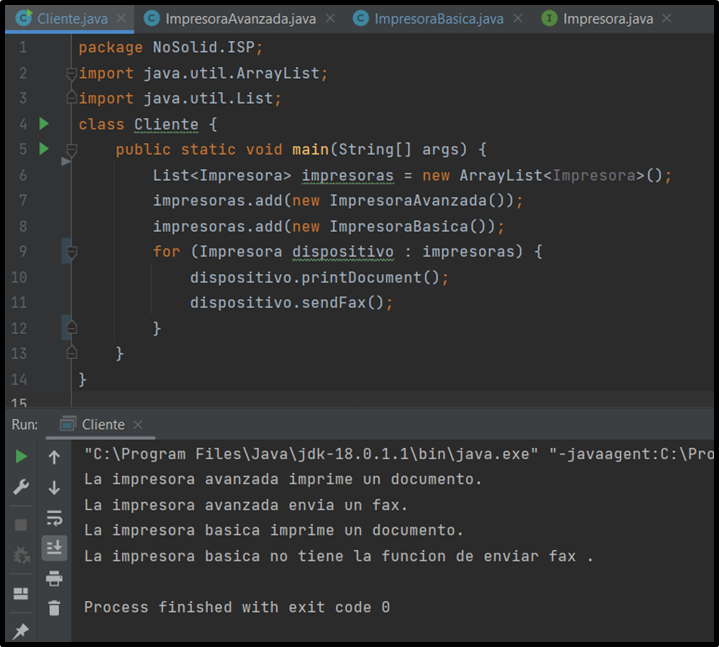 Cliente.java ImpresoraAvanzada.java ImpresoraBasica.java Impresora.java
1 package NoSolid.ISP;
2 import java.util.ArrayList;
3 import java.util.List;
4 class Cliente {
5 public static void main(String[] args) {
6 List<Impresora> impresoras = new ArrayList<Impresora>();
7 impresoras.add(new ImpresoraAvanzada());
8 impresoras.add(new ImpresoraBasica());
9 for (Impresora dispositivo : impresoras) {
10 dispositivo.printDocument();
11 dispositivo.sendFax();
12 }
13 }
14 }
15
Run: Cliente
"C:\Program Files\Java\jdk-18.0.1.1\bin\java.exe" "-javaagent:C:\Pro
La impresora avanzada imprime un documento.
La impresora avanzada envia un fax.
La impresora basica imprime un documento.
La impresora basica no tiene la funcion de enviar fax .
Process finished with exit code 0